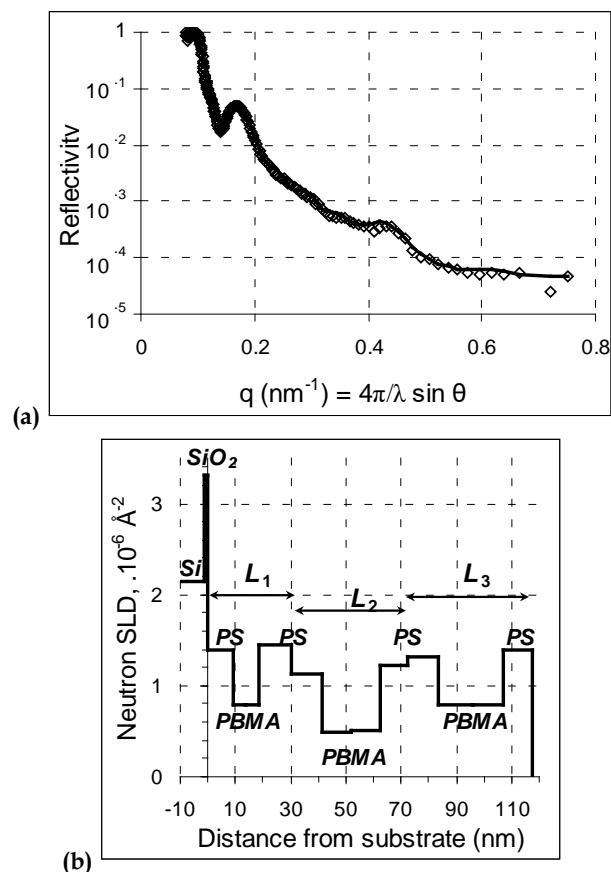 1
10 -1
10 -2
10 -3
10 -4
10 -5
Reflectivity
0 0.2 0.4 0.6 0.8
q (nm-1) = 4π/λ sin θ
(a)
SiO2
Si
3
2
1
0
Neutron SLD, .10-6 Å-2
L1 L2 L3
PS PS PS PS
PBMA PBMA PBMA
-10 10 30 50 70 90 110
Distance from substrate (nm)
(b)